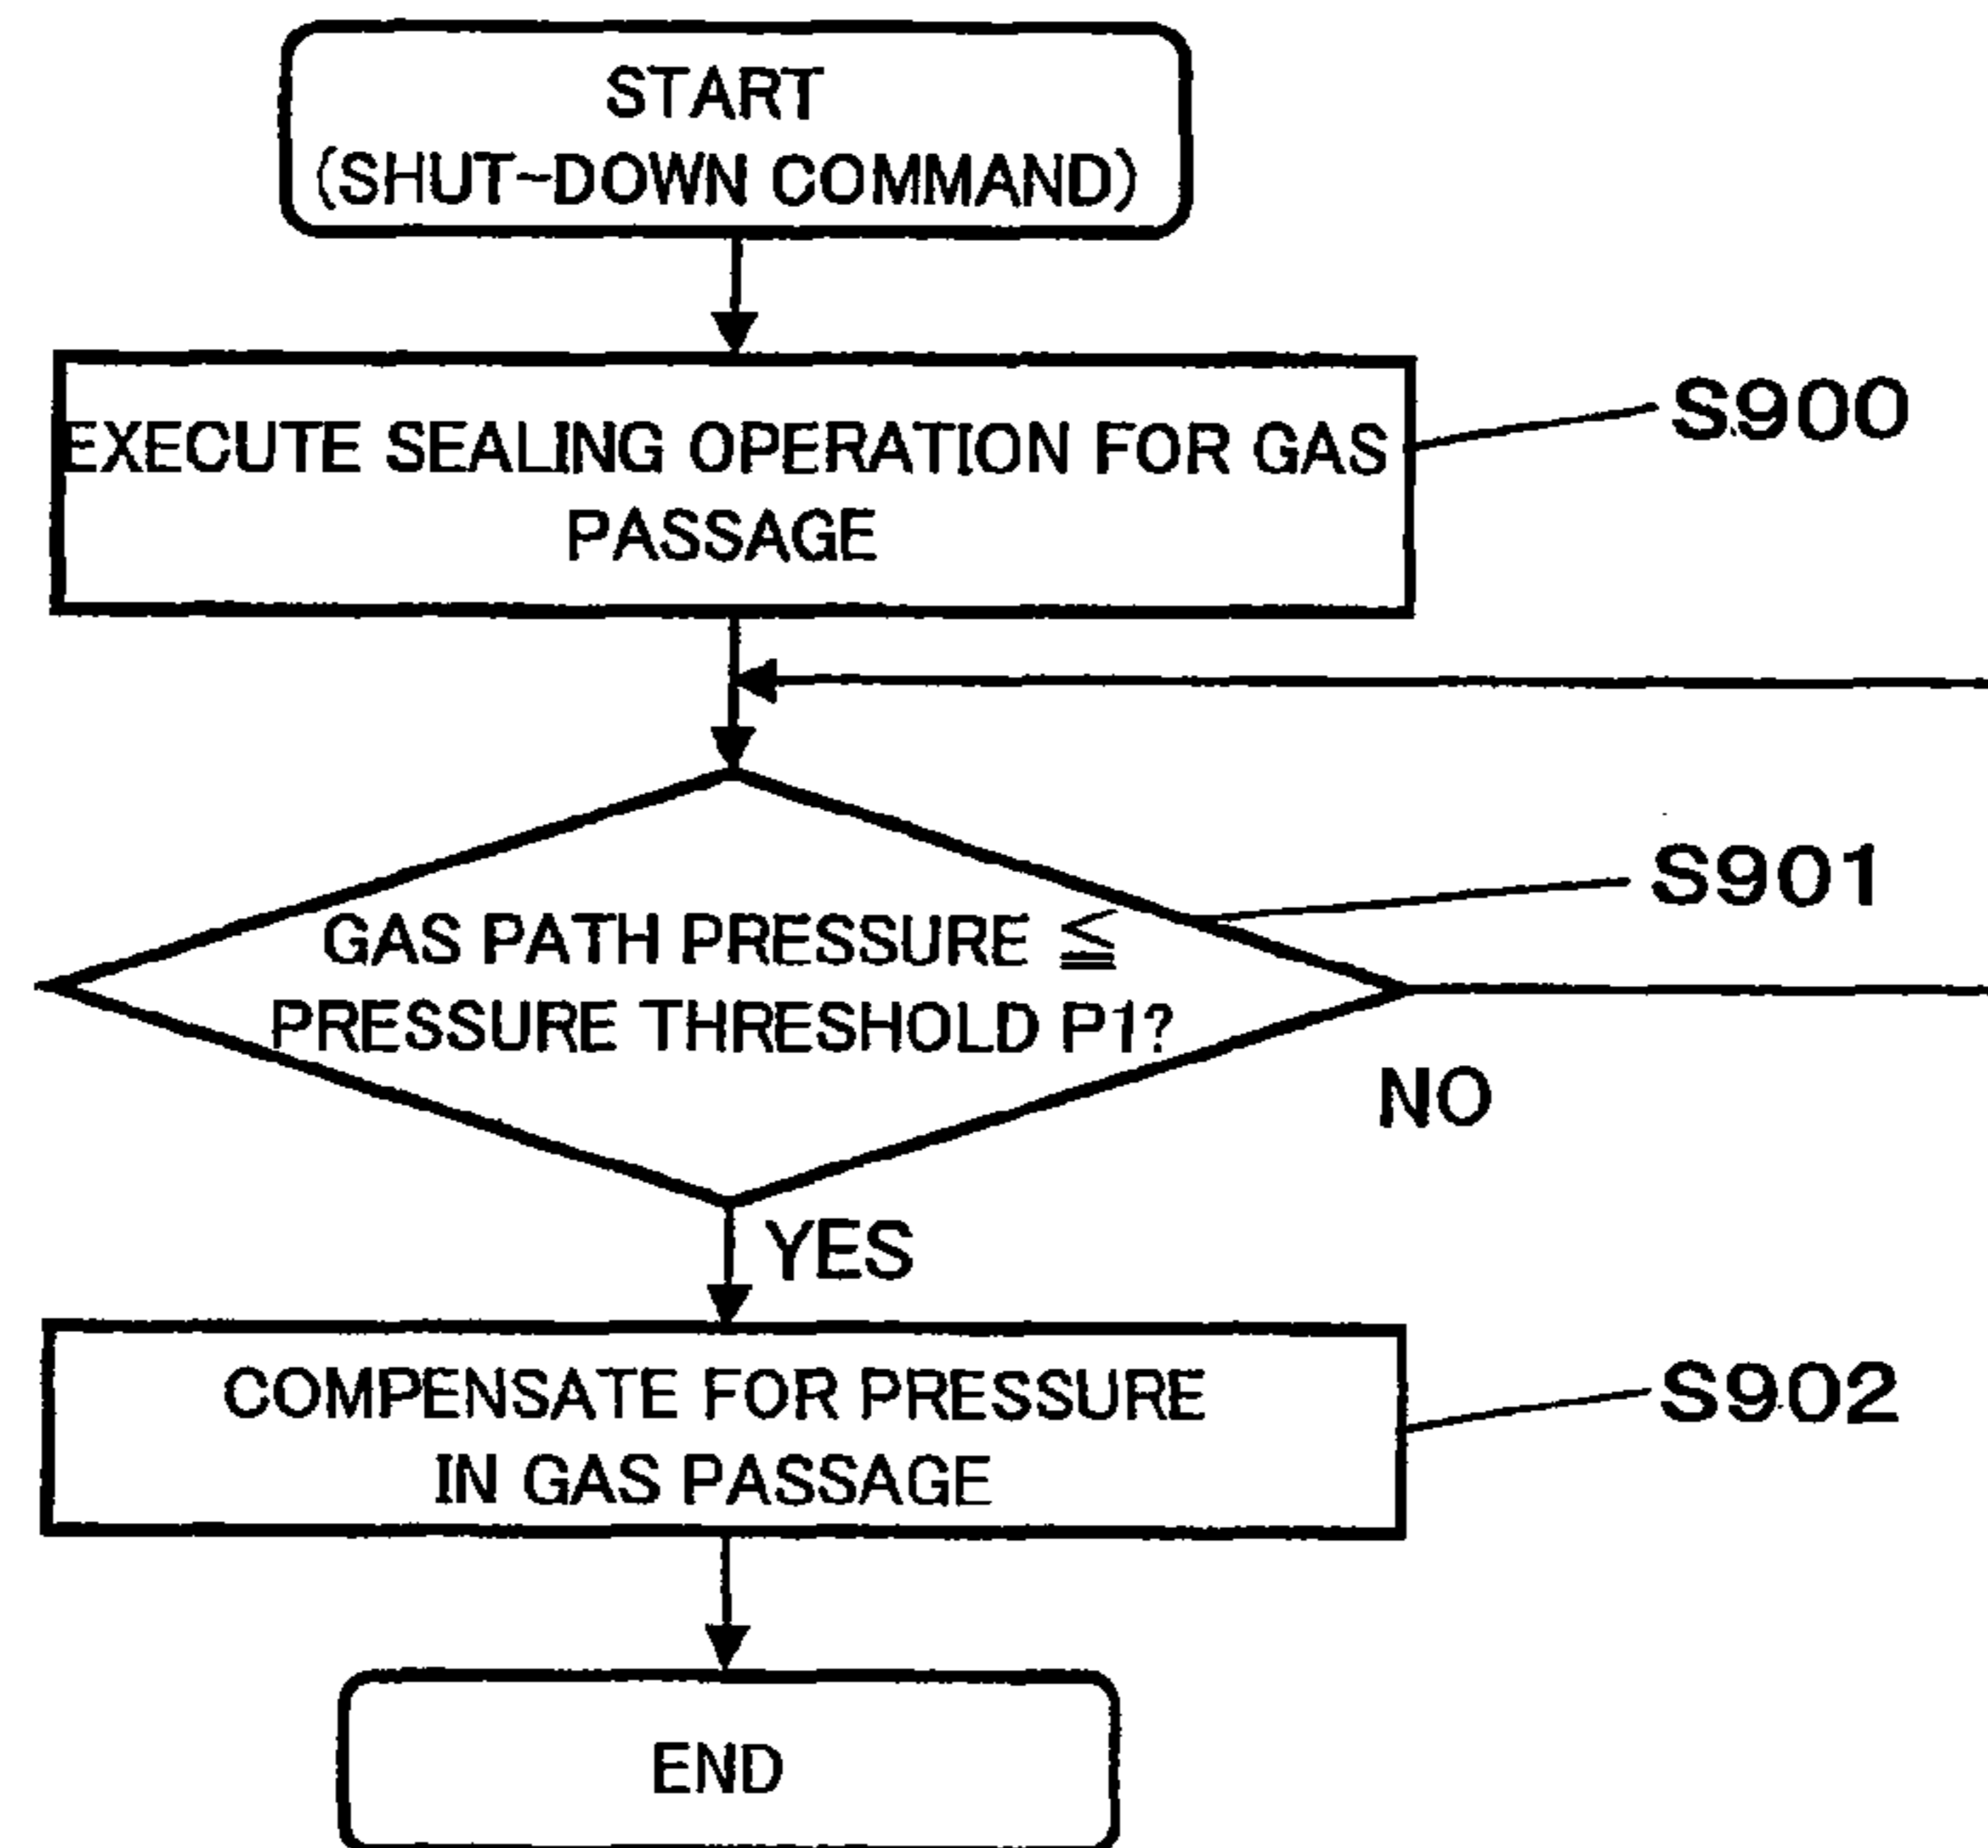 START
(SHUT-DOWN COMMAND)
EXECUTE SEALING OPERATION FOR GAS
PASSAGE
S900
GAS PATH PRESSURE ≦
PRESSURE THRESHOLD P1?
S901
NO
YES
COMPENSATE FOR PRESSURE
IN GAS PASSAGE
S902
END